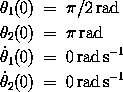 θ₁(0) = π/2 rad
θ₂(0) = π rad
θ̇₁(0) = 0 rad s⁻¹
θ̇₂(0) = 0 rad s⁻¹